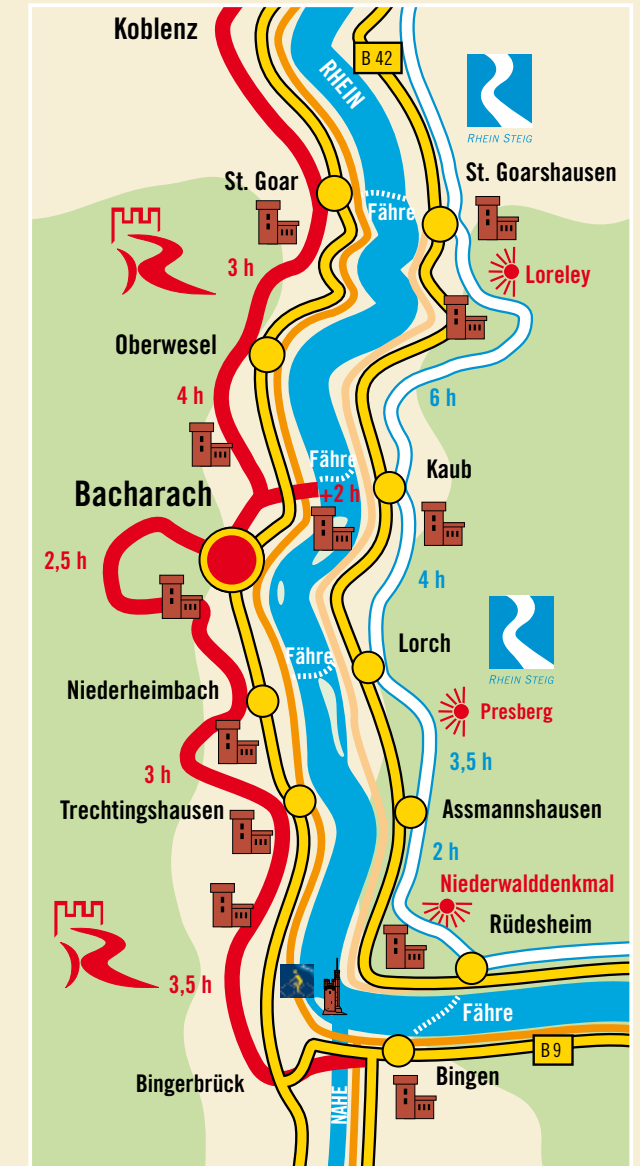 Koblenz
B 42
RHEIN
RHEIN STEIG
St. Goar
St. Goarshausen
Fähre
3 h
Loreley
Oberwesel
4 h
6 h
Fähre
Kaub
Bacharach
+2 h
2,5 h
4 h
Lorch
Fähre
RHEIN STEIG
Niederheimbach
Presberg
3 h
3,5 h
Trechtingshausen
Assmannshausen
2 h
Niederwalddenkmal
Rüdesheim
3,5 h
Fähre
B 9
Bingerbrück
Bingen
NAHE